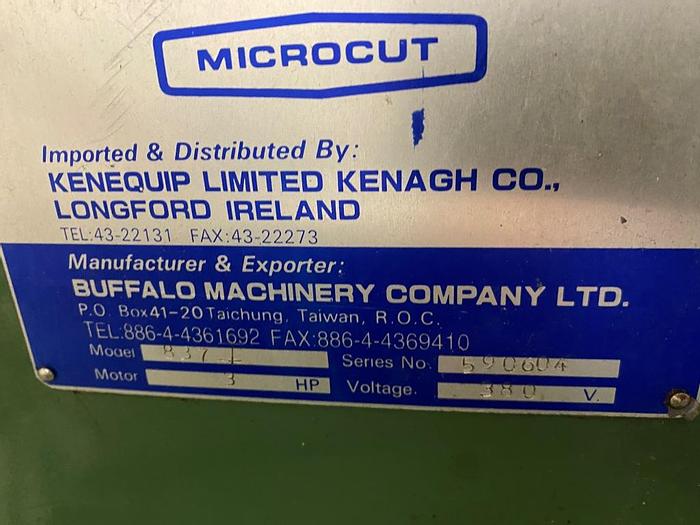 MICROCUT
Imported & Distributed By:
KENEQUIP LIMITED KENAGH CO.,
LONGFORD IRELAND
TEL:43-22131 FAX:43-22273
Manufacturer & Exporter:
BUFFALO MACHINERY COMPANY LTD.
P.O. Box41-20Taichung, Taiwan, R.O.C.
TEL:886-4-4361692 FAX:886-4-4369410
Model Series No. 590604
Motor 3 HP Voltage. 380 V.